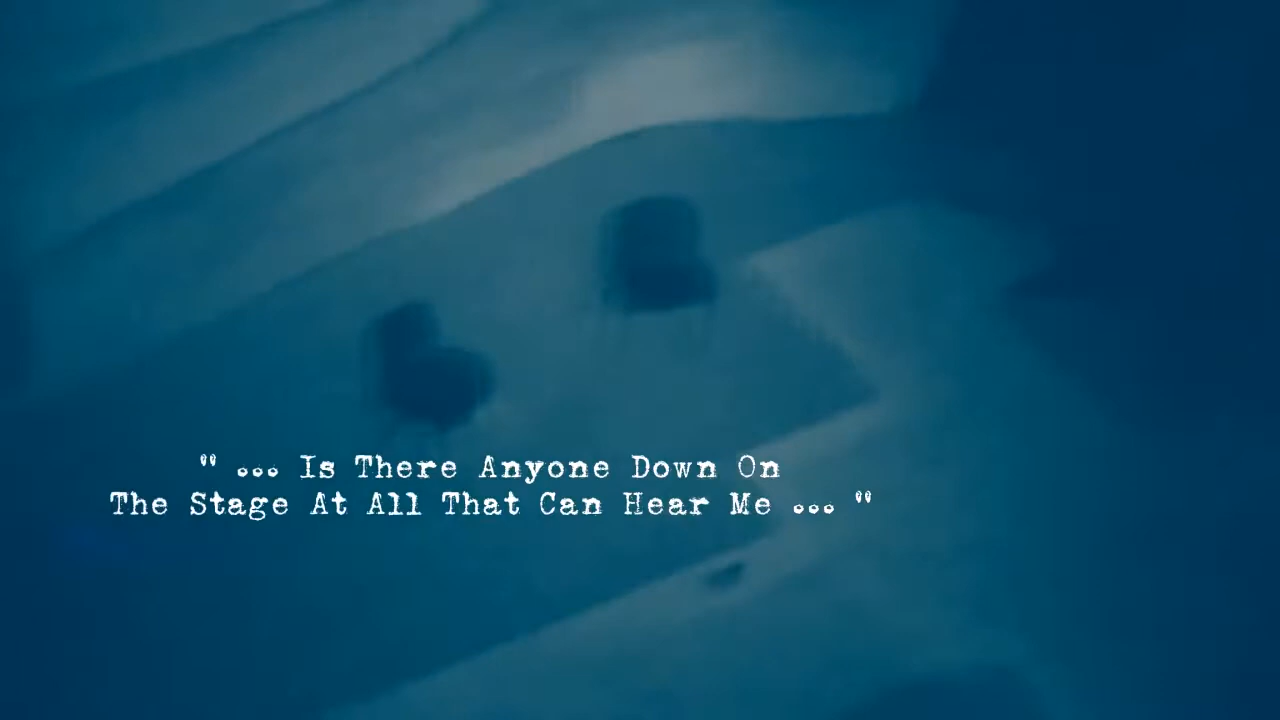 " ... Is There Anyone Down On
The Stage At All That Can Hear Me ... "